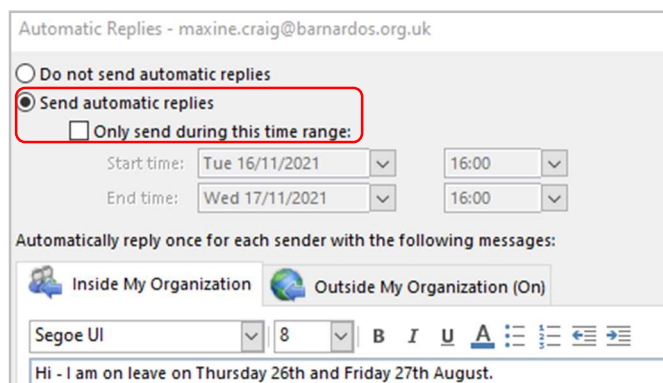 Automatic Replies - maxine.craig@barnardos.org.uk
Do not send automatic replies
Send automatic replies
Only send during this time range:
Start time: Tue 16/11/2021 16:00
End time: Wed 17/11/2021 16:00
Automatically reply once for each sender with the following messages:
Inside My Organization Outside My Organization (On)
Segoe UI 8 B I U A
Hi - I am on leave on Thursday 26th and Friday 27th August.